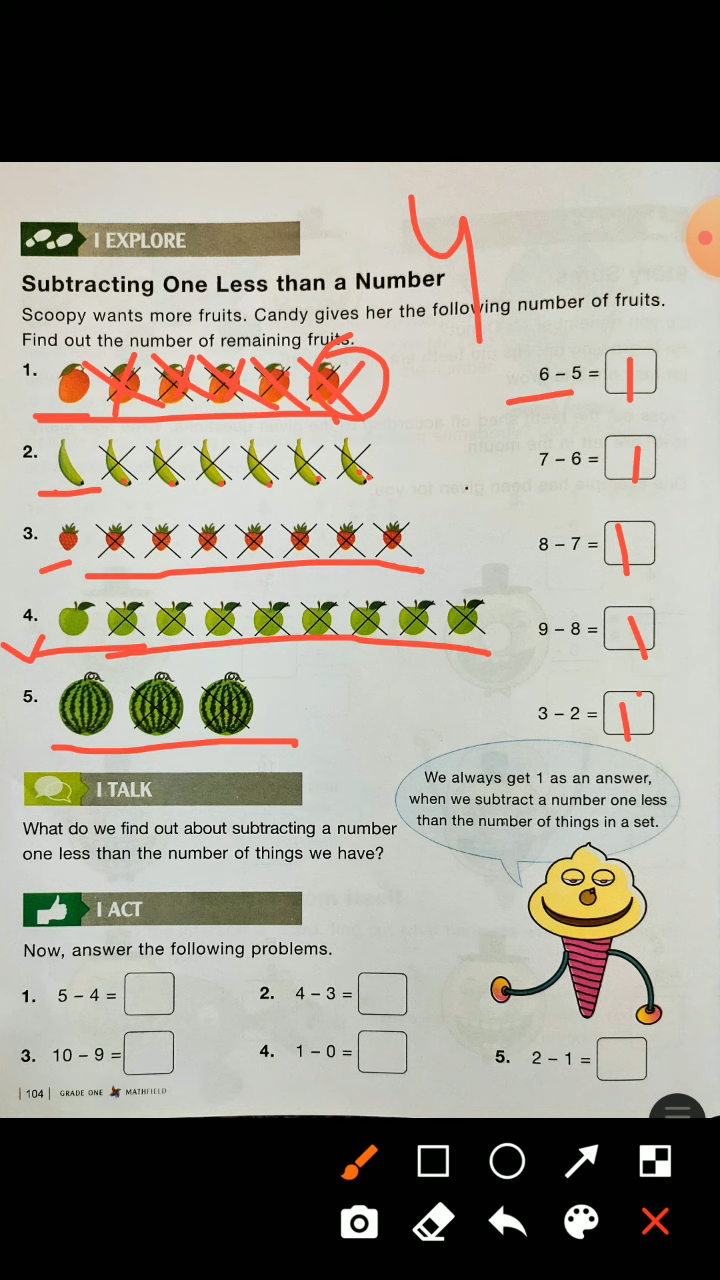 y
I EXPLORE
Subtracting One Less than a Number
Scoopy wants more fruits. Candy gives her the following number of fruits.
Find out the number of remaining fruits.
1.
6 – 5 = 1
2.
7 – 6 = 1
3.
8 – 7 = 1
4.
9 – 8 = 1
5.
3 – 2 = 1
I TALK
What do we find out about subtracting a number
one less than the number of things we have?
We always get 1 as an answer,
when we subtract a number one less
than the number of things in a set.
I ACT
Now, answer the following problems.
1. 5 – 4 =
2. 4 – 3 =
3. 10 – 9 =
4. 1 – 0 =
5. 2 – 1 =
| 104 | GRADE ONE MATHFIELD